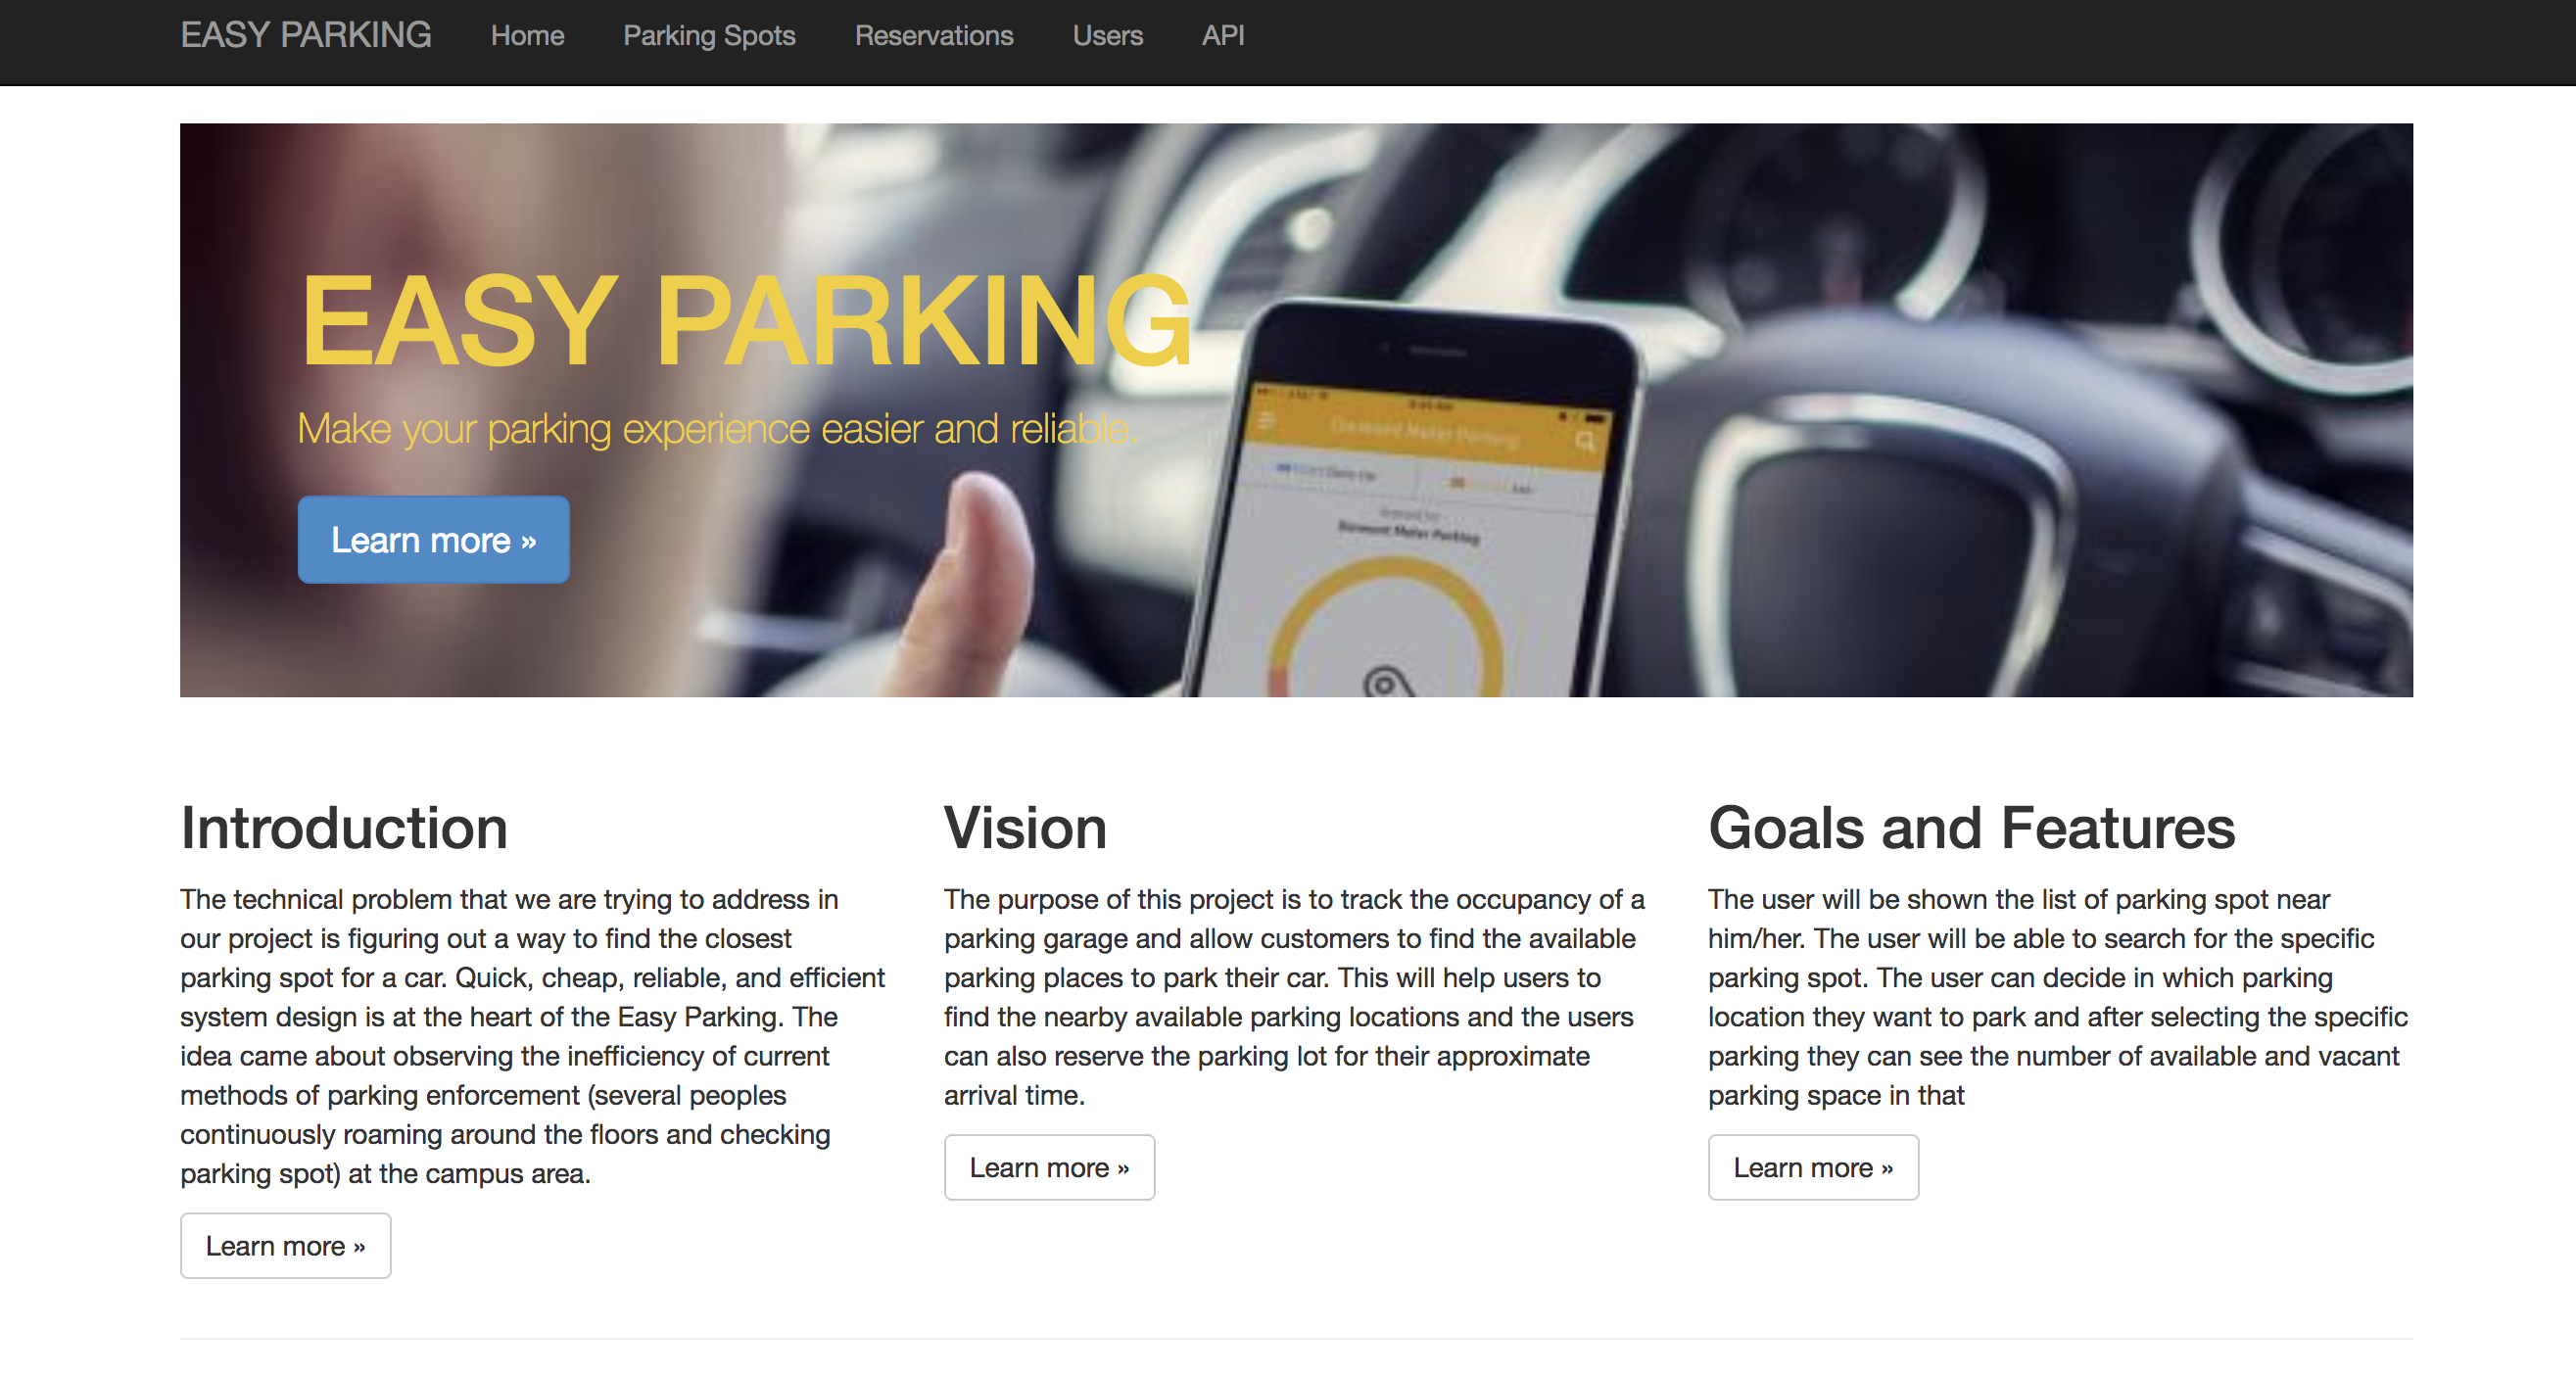 EASY PARKING Home Parking Spots Reservations Users API
EASY PARKING
Make your parking experience easier and reliable.
Learn more »
Dormont Meter Parking
Introduction
The technical problem that we are trying to address in
our project is figuring out a way to find the closest
parking spot for a car. Quick, cheap, reliable, and efficient
system design is at the heart of the Easy Parking. The
idea came about observing the inefficiency of current
methods of parking enforcement (several peoples
continuously roaming around the floors and checking
parking spot) at the campus area.
Learn more »
Vision
The purpose of this project is to track the occupancy of a
parking garage and allow customers to find the available
parking places to park their car. This will help users to
find the nearby available parking locations and the users
can also reserve the parking lot for their approximate
arrival time.
Learn more »
Goals and Features
The user will be shown the list of parking spot near
him/her. The user will be able to search for the specific
parking spot. The user can decide in which parking
location they want to park and after selecting the specific
parking they can see the number of available and vacant
parking space in that
Learn more »